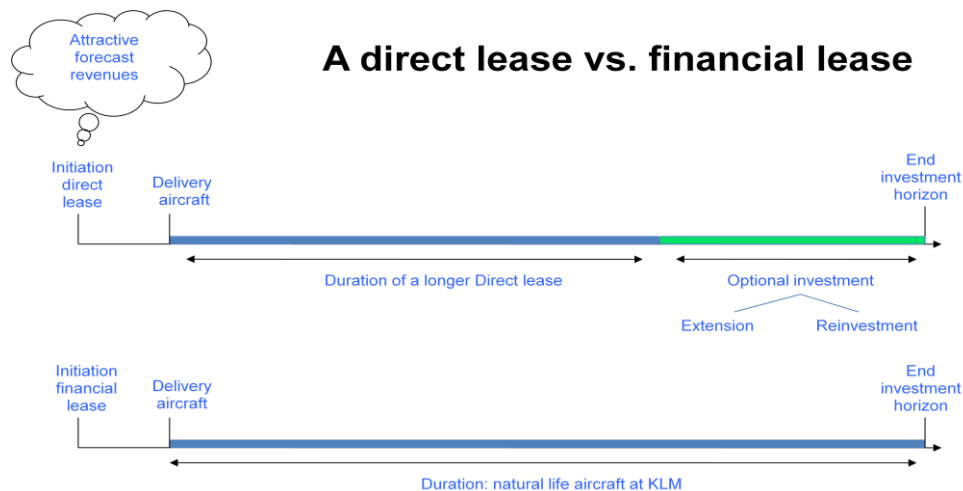 Attractive
forecast
revenues
A direct lease vs. financial lease
Initiation
direct
lease
Delivery
aircraft
End
investment
horizon
Duration of a longer Direct lease
Optional investment
Extension
Reinvestment
Initiation
financial
lease
Delivery
aircraft
End
investment
horizon
Duration: natural life aircraft at KLM